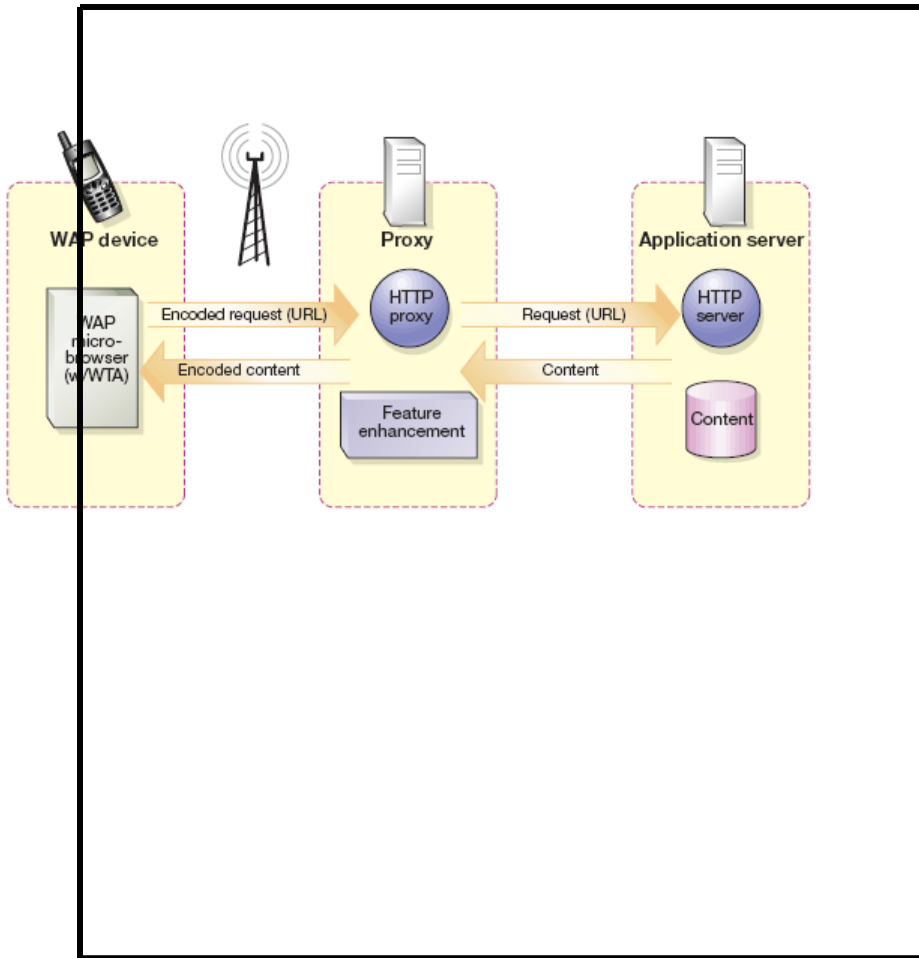 WAP device
Proxy
Application server
WAP
micro-
browser
(w/WTA)
Encoded request (URL)
Encoded content
HTTP
proxy
Feature
enhancement
Request (URL)
Content
HTTP
server
Content